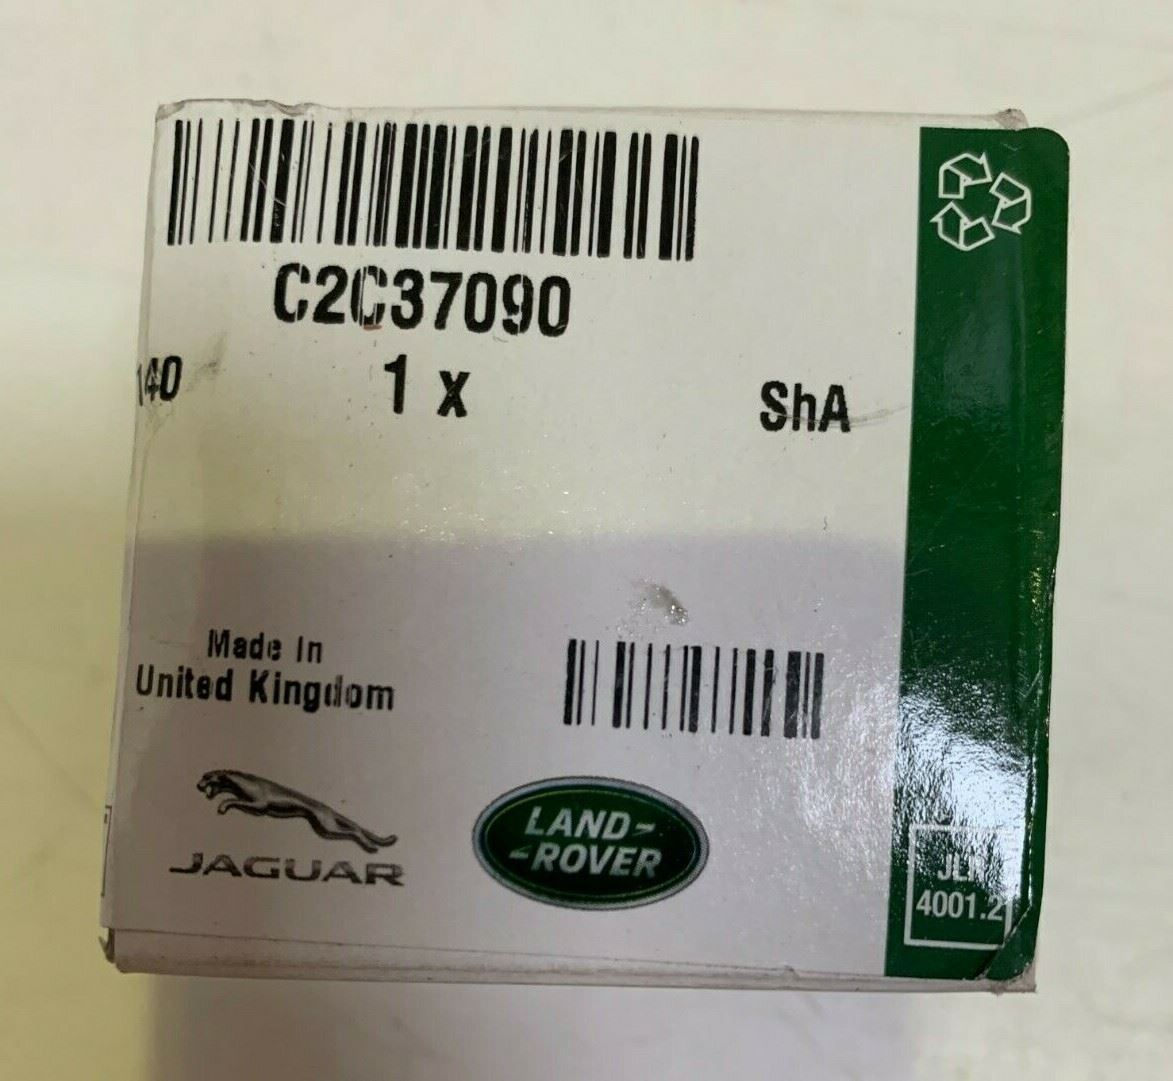 C2C37090
140
1 x
ShA
Made In
United Kingdom
JAGUAR
LAND-
-ROVER
4001.2